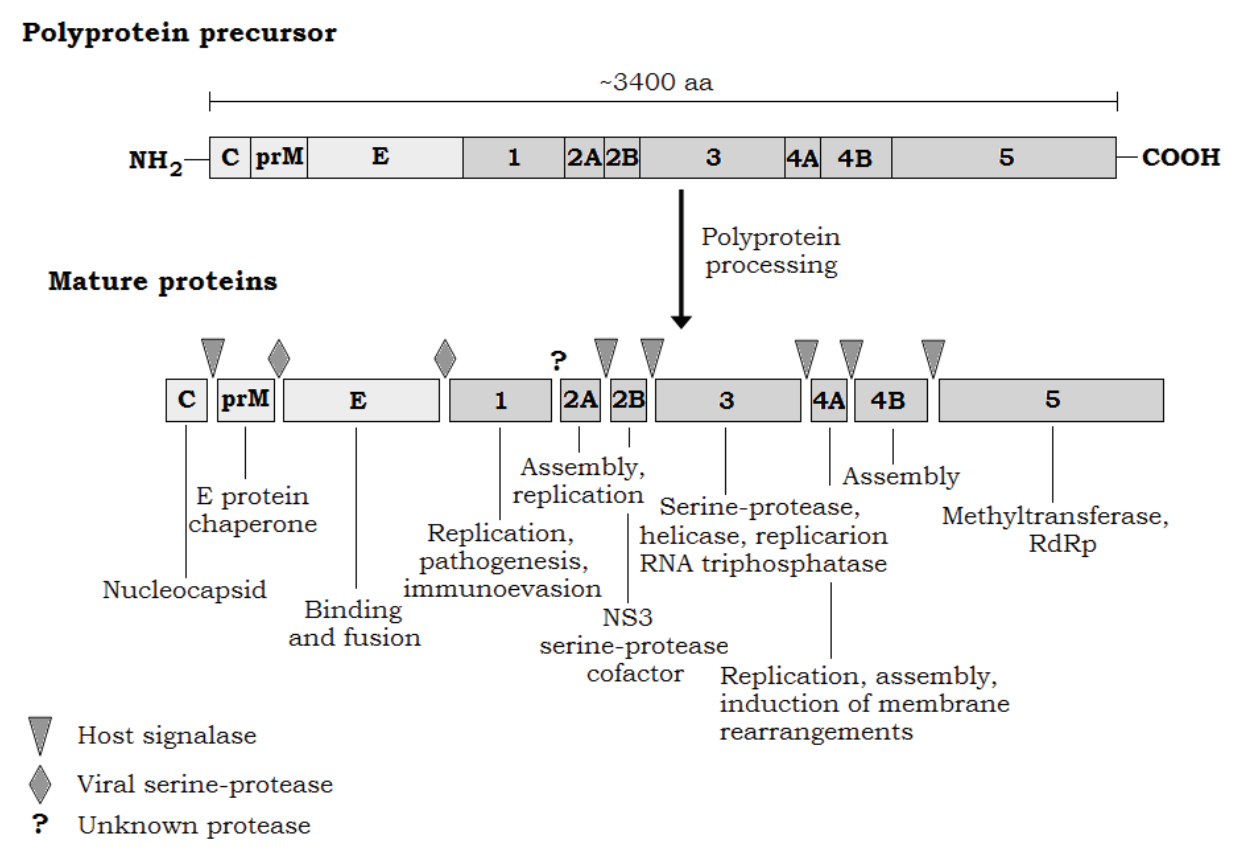 Polyprotein precursor
~3400 aa
NH2 C prM E 1 2A 2B 3 4A 4B 5 COOH
Polyprotein
processing
Mature proteins
?
C prM E 1 2A 2B 3 4A 4B 5
E protein
chaperone
Nucleocapsid
Binding
and fusion
Replication,
pathogenesis,
immunoevasion
Assembly,
replication
NS3
serine-protease
cofactor
Serine-protease,
helicase, replicarion
RNA triphosphatase
Replication, assembly,
induction of membrane
rearrangements
Assembly
Methyltransferase,
RdRp
Host signalase
Viral serine-protease
? Unknown protease